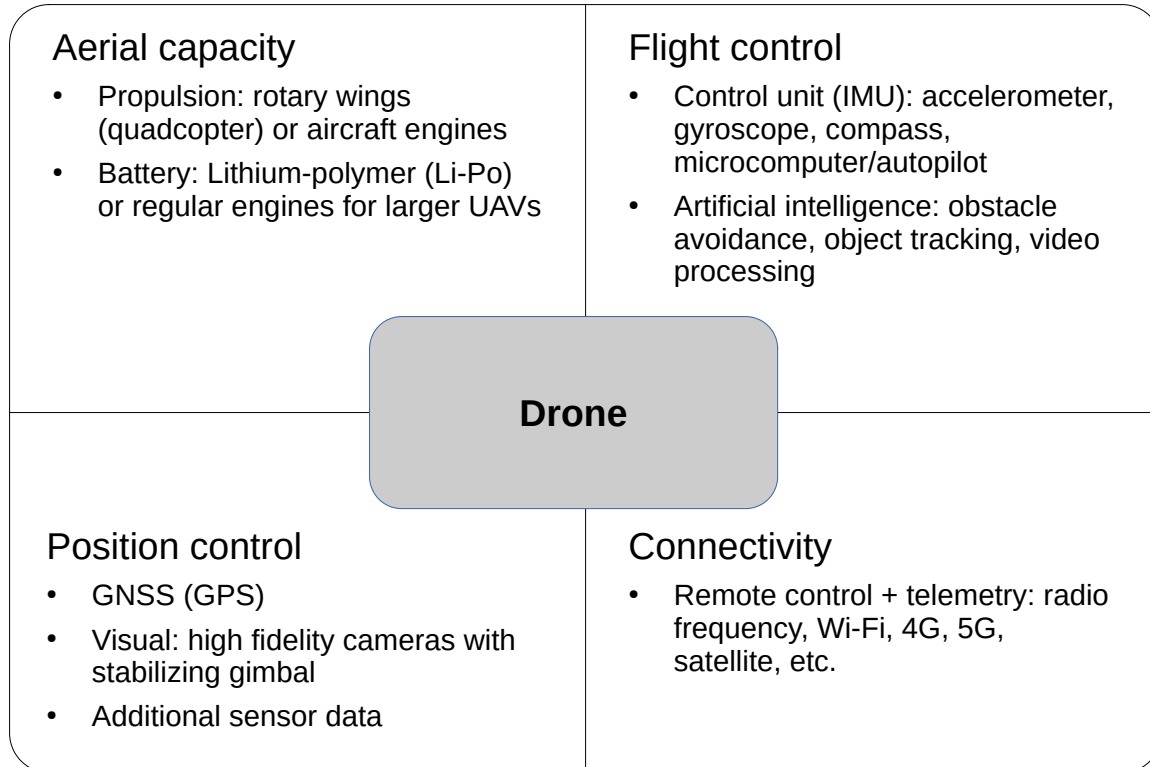 Aerial capacity
• Propulsion: rotary wings
(quadcopter) or aircraft engines
• Battery: Lithium-polymer (Li-Po)
or regular engines for larger UAVs
Flight control
• Control unit (IMU): accelerometer,
gyroscope, compass,
microcomputer/autopilot
• Artificial intelligence: obstacle
avoidance, object tracking, video
processing
Drone
Position control
• GNSS (GPS)
• Visual: high fidelity cameras with
stabilizing gimbal
• Additional sensor data
Connectivity
• Remote control + telemetry: radio
frequency, Wi-Fi, 4G, 5G,
satellite, etc.